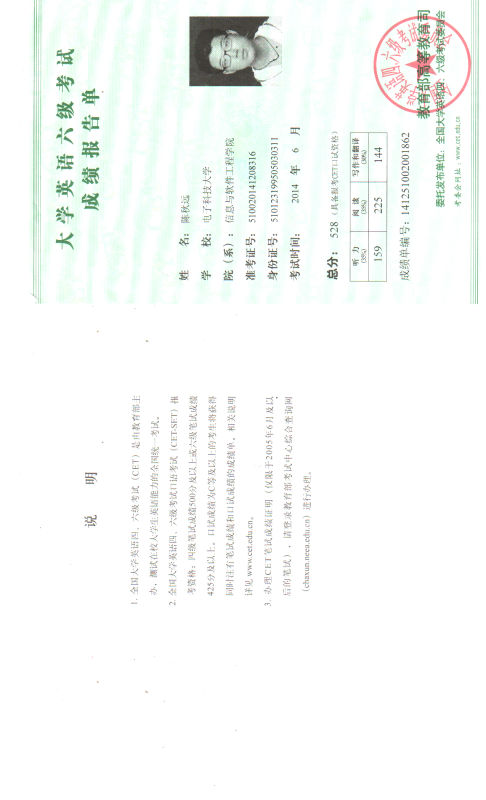 大学英语六级考试
成绩报告单
姓 名：陈秋远
学 校：电子科技大学
院（系）：信息与软件工程学院
准考证号：510020141208316
身份证号：510123199505030311
考试时间： 2014 年 6 月
总分：528（具备报考CET口试资格）
听 力 (35%) 阅 读 (35%) 写作和翻译 (30%)
159 225 144
成绩单编号：141251002001862
教育部高等教育司
委托发布单位：全国大学英语四、六级考试委员会
考委会网址：www.cet.edu.cn
说 明
1. 全国大学英语四、六级考试（CET）是由教育部主
办、测试在校大学生英语能力的全国统一考试。
2. 全国大学英语四、六级考试口语考试（CET-SET）报
考资格：四级笔试成绩500分及以上或六级笔试成绩
425分及以上。口试成绩为C等及以上的考生将获得
同时注有笔试成绩和口试成绩的成绩单。相关说明
详见www.cet.edu.cn。
3. 办理CET笔试成绩证明（仅限于2005年6月及以
后的笔试），请登录教育部考试中心综合查询网
（chaxun.neea.edu.cn）进行办理。